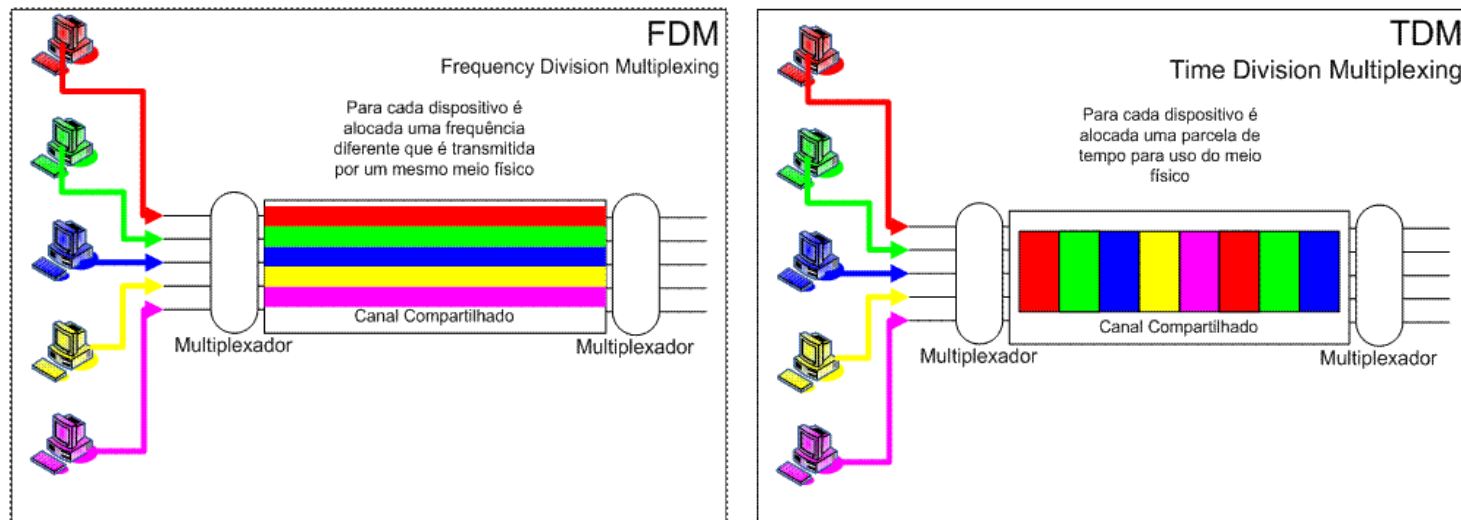 FDM
Frequency Division Multiplexing
Para cada dispositivo é
alocada uma frequência
diferente que é transmitida
por um mesmo meio físico
Canal Compartilhado
Multiplexador
Multiplexador
TDM
Time Division Multiplexing
Para cada dispositivo é
alocada uma parcela de
tempo para uso do meio
físico
Canal Compartilhado
Multiplexador
Multiplexador